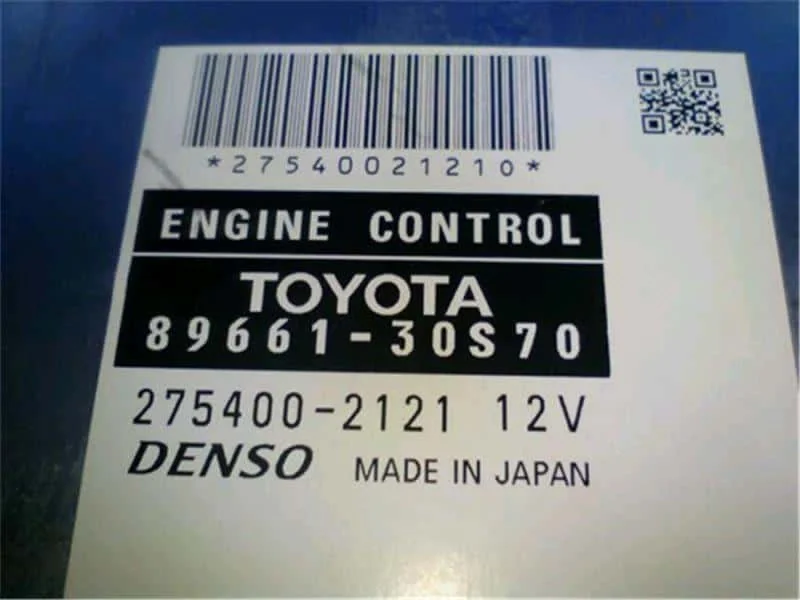 *27540021210*
ENGINE CONTROL
TOYOTA
89661-30S70
275400-2121 12V
DENSO MADE IN JAPAN